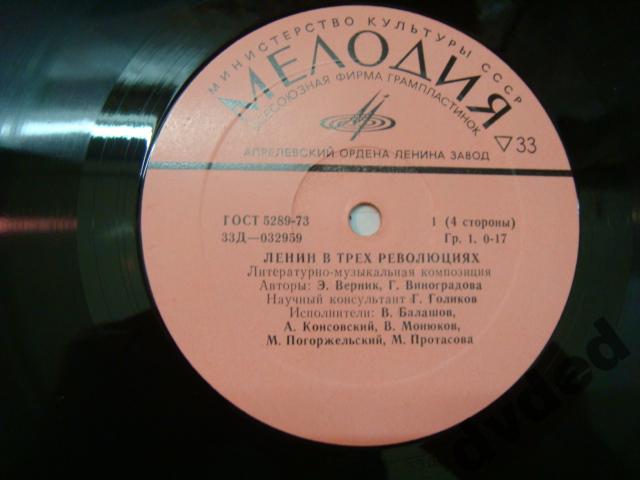 МИНИСТЕРСТВО КУЛЬТУРЫ СССР
МЕЛОДИЯ
ВСЕСОЮЗНАЯ ФИРМА ГРАМПЛАСТИНОК
33
АПРЕЛЕВСКИЙ ОРДЕНА ЛЕНИНА ЗАВОД
ГОСТ 5289-73
1 (4 стороны)
33Д—032959
Гр. 1. 0-17
ЛЕНИН В ТРЕХ РЕВОЛЮЦИЯХ
Литературно-музыкальная композиция
Авторы: Э. Верник, Г. Виноградова
Научный консультант Г. Голиков
Исполнители: В. Балашов,
А. Консовский, В. Монюков,
М. Погоржельский, М. Протасова
dvded